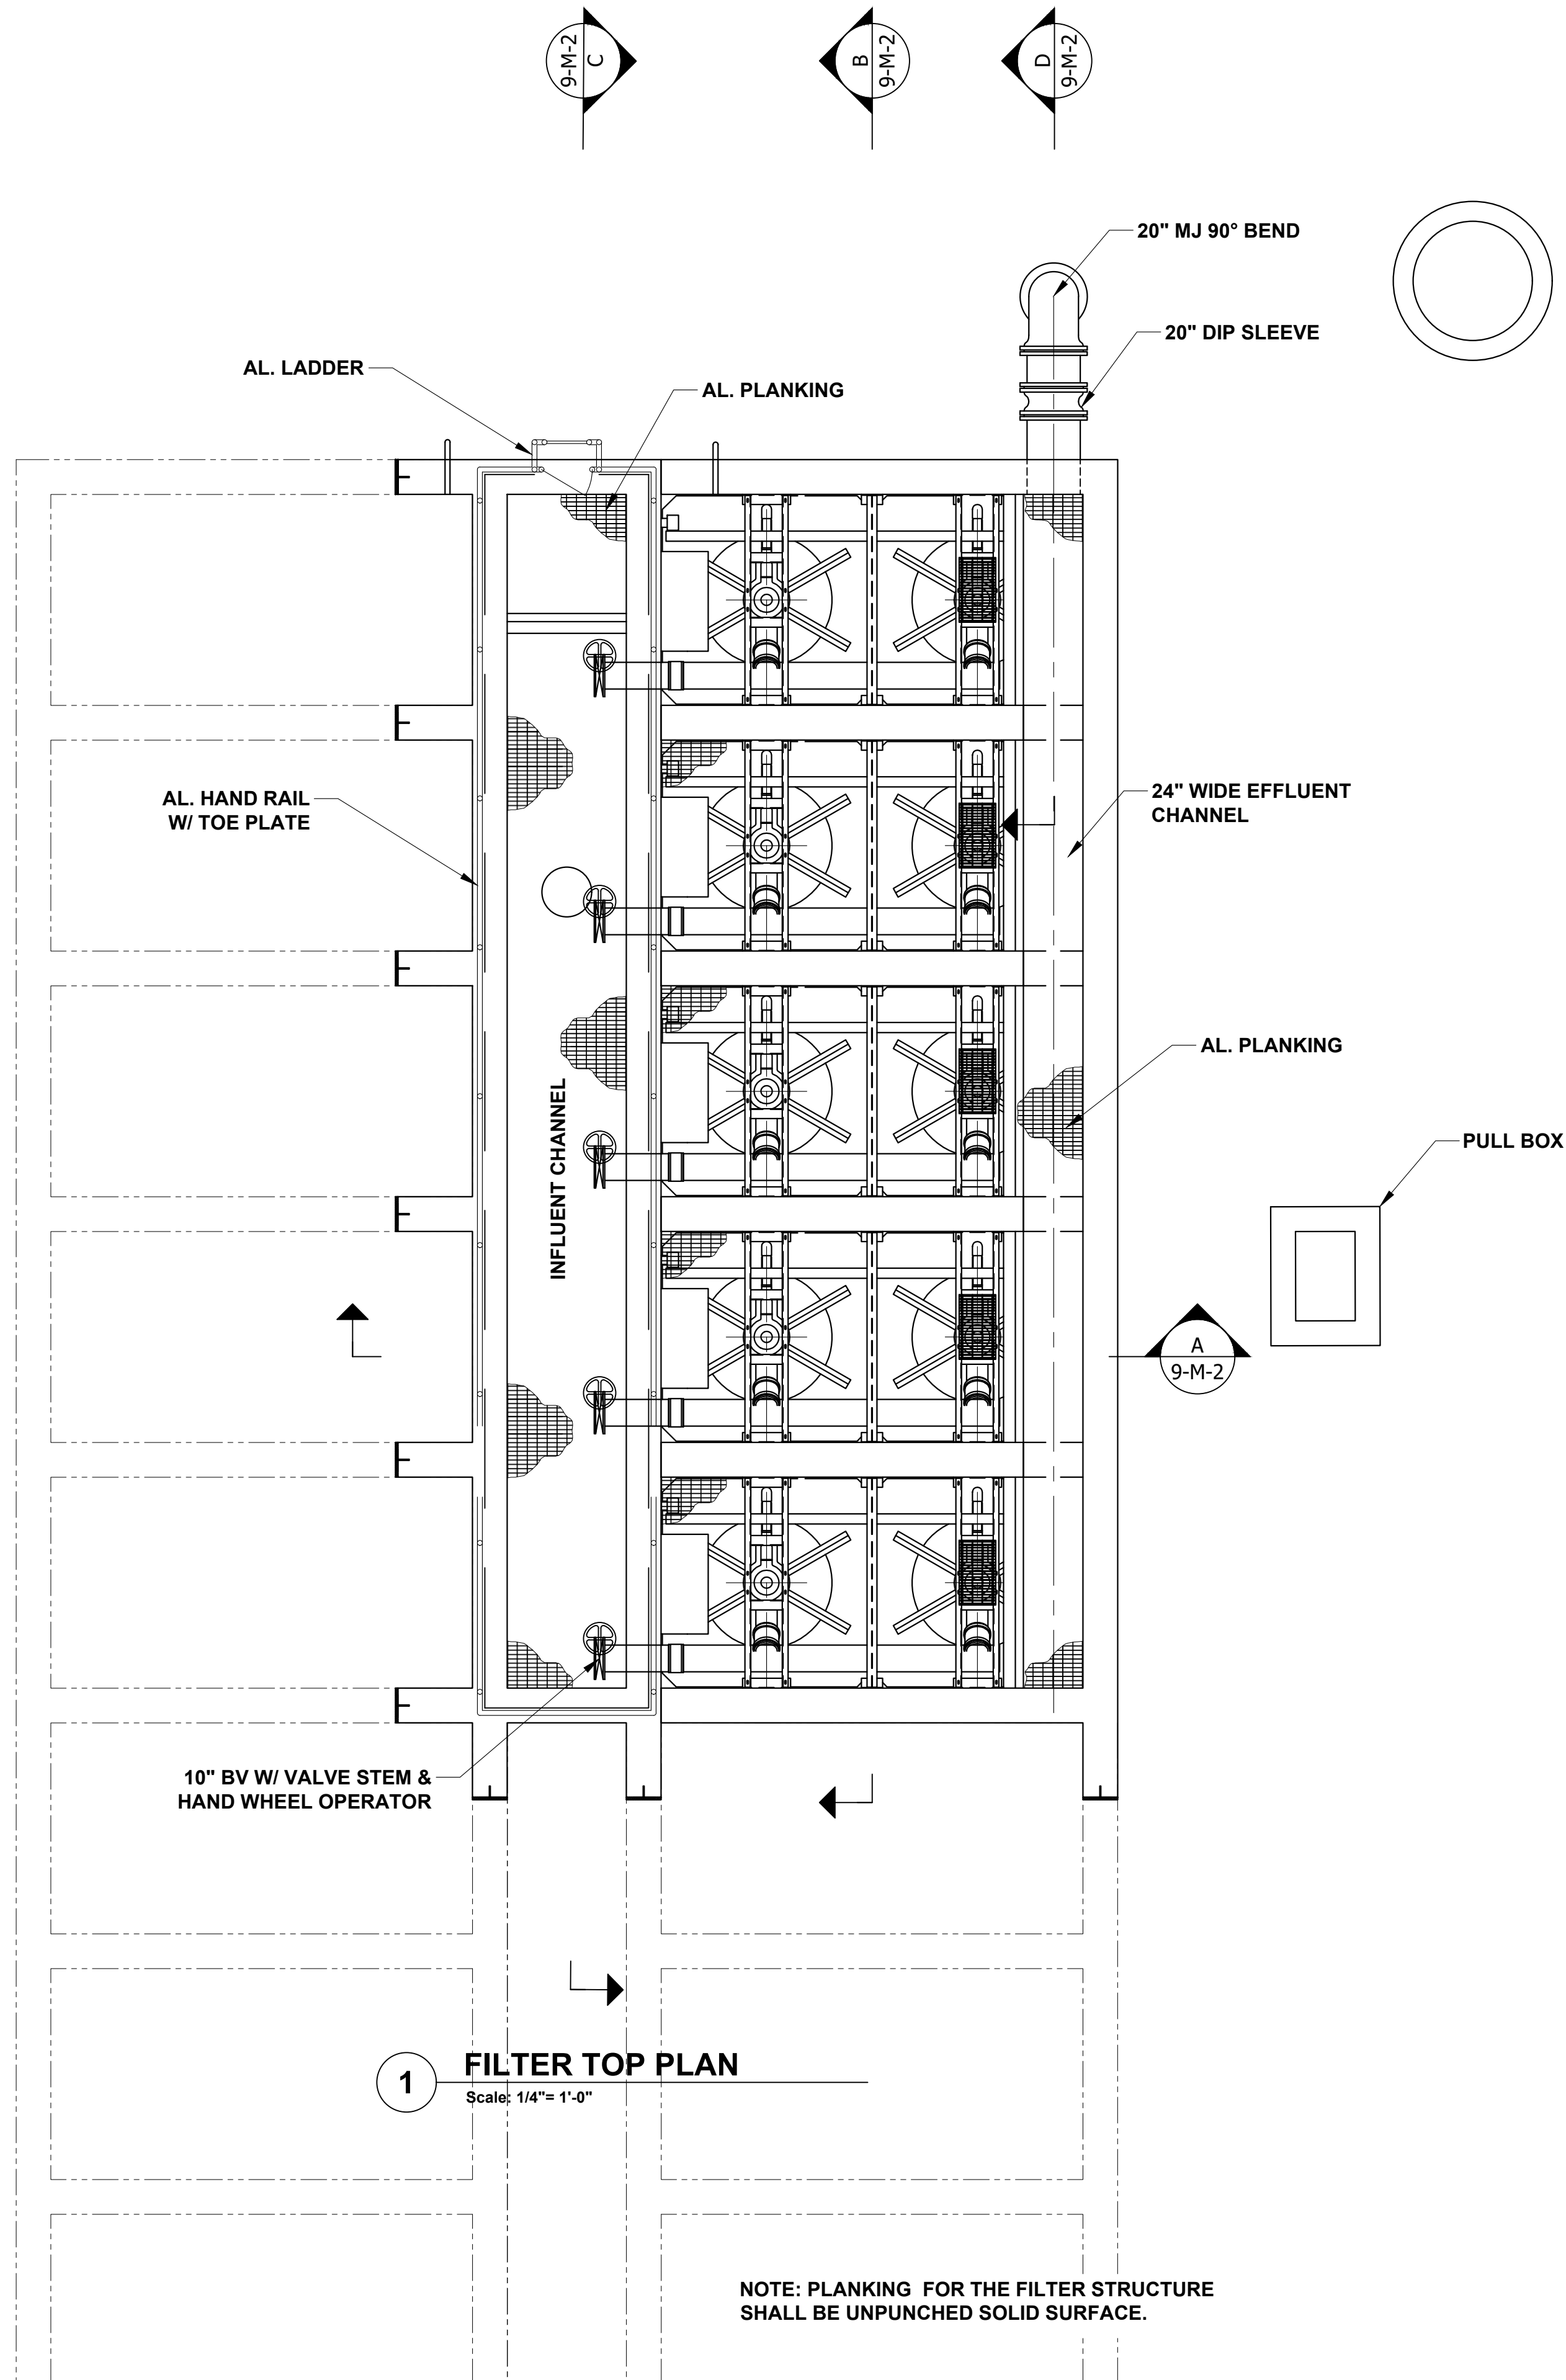 9-M-2
C
B
9-M-2
D
9-M-2
20" MJ 90° BEND
20" DIP SLEEVE
AL. LADDER
AL. PLANKING
AL. HAND RAIL
W/ TOE PLATE
24" WIDE EFFLUENT
CHANNEL
AL. PLANKING
INFLUENT CHANNEL
PULL BOX
A
9-M-2
10" BV W/ VALVE STEM &
HAND WHEEL OPERATOR
1
FILTER TOP PLAN
Scale: 1/4"= 1'-0"
NOTE: PLANKING FOR THE FILTER STRUCTURE
SHALL BE UNPUNCHED SOLID SURFACE.